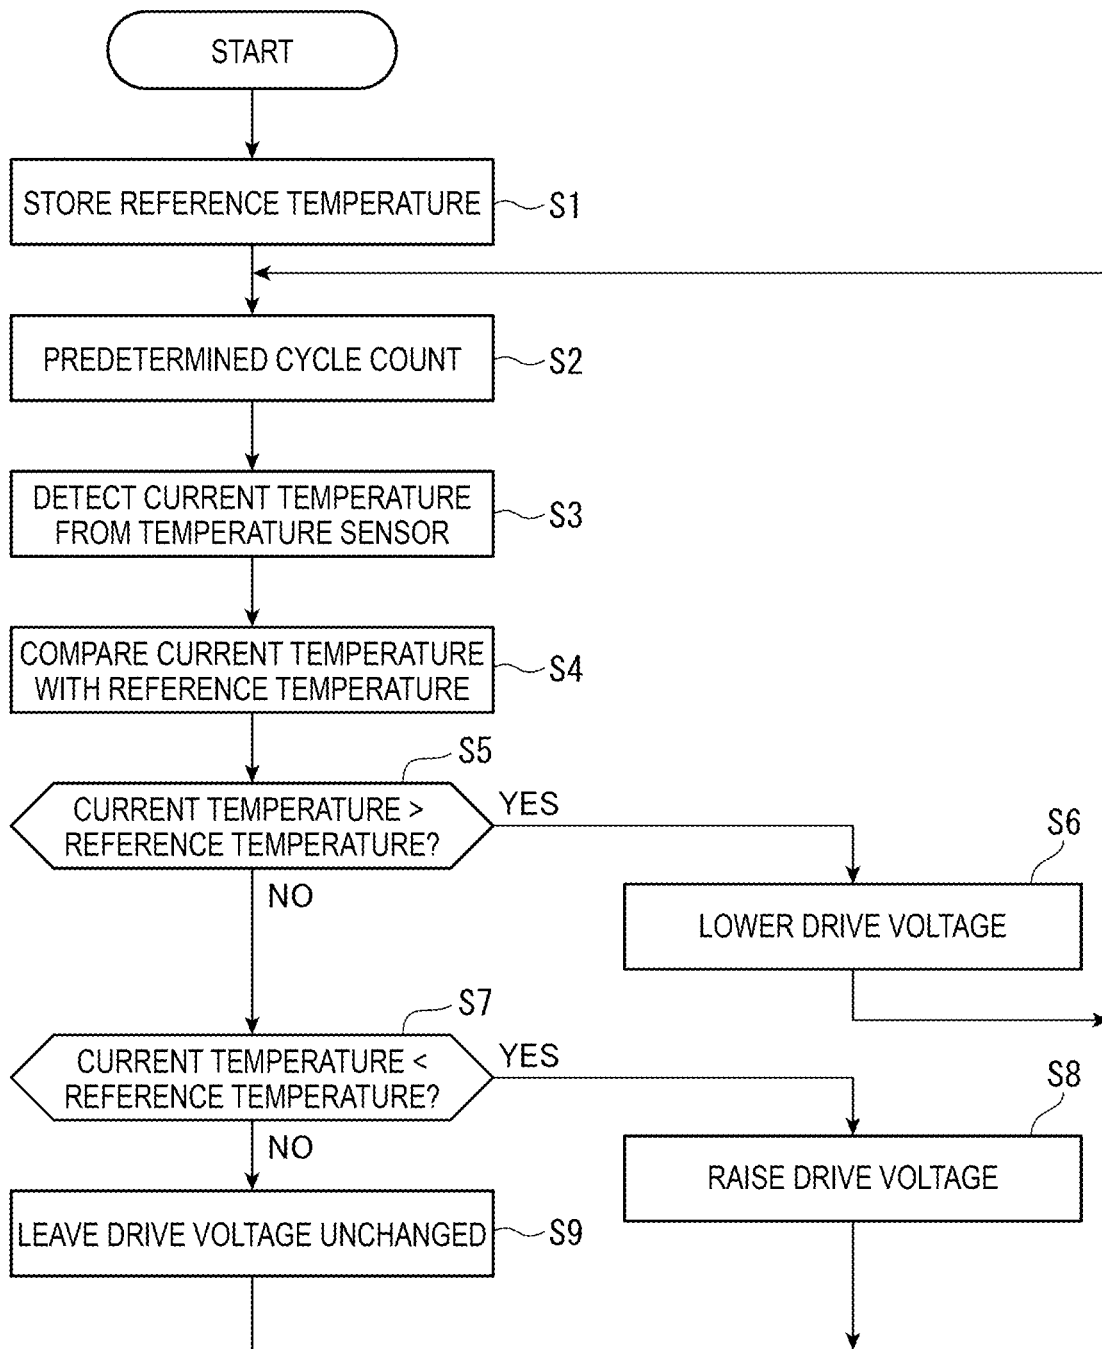 START
STORE REFERENCE TEMPERATURE
S1
PREDETERMINED CYCLE COUNT
S2
DETECT CURRENT TEMPERATURE
FROM TEMPERATURE SENSOR
S3
COMPARE CURRENT TEMPERATURE
WITH REFERENCE TEMPERATURE
S4
S5
CURRENT TEMPERATURE >
REFERENCE TEMPERATURE?
YES
NO
S6
LOWER DRIVE VOLTAGE
S7
CURRENT TEMPERATURE <
REFERENCE TEMPERATURE?
YES
NO
S8
RAISE DRIVE VOLTAGE
LEAVE DRIVE VOLTAGE UNCHANGED
S9